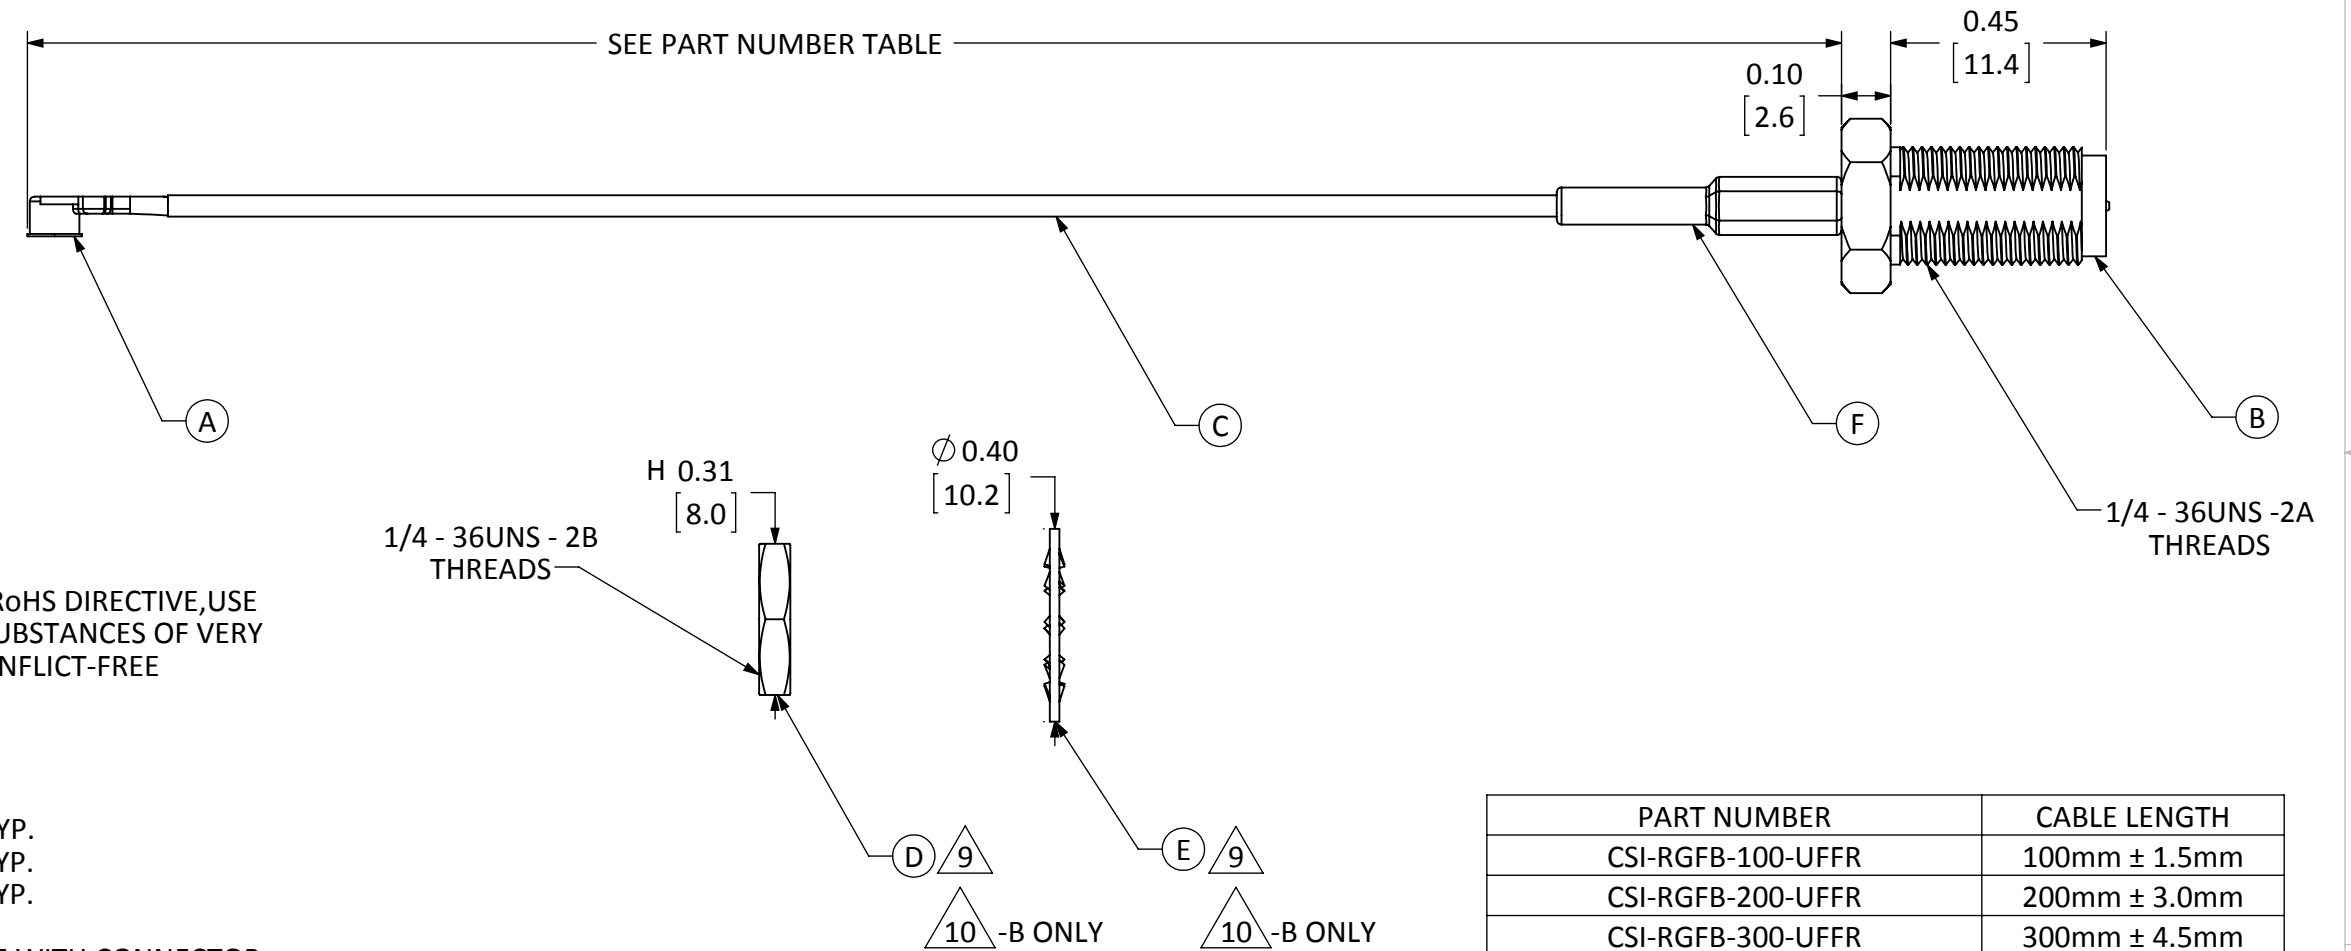 SEE PART NUMBER TABLE
0.45
[11.4]
0.10
[2.6]
A
C
F
B
H 0.31
[8.0]
∅ 0.40
[10.2]
1/4 - 36UNS - 2B
THREADS
1/4 - 36UNS -2A
THREADS
RoHS DIRECTIVE,USE
UBSTANCES OF VERY
NFLICT-FREE
YP.
YP.
YP.
D 9
10 -B ONLY
E 9
10 -B ONLY
PART NUMBER CABLE LENGTH
CSI-RGFB-100-UFFR 100mm ± 1.5mm
CSI-RGFB-200-UFFR 200mm ± 3.0mm
CSI-RGFB-300-UFFR 300mm ± 4.5mm
WITH CONNECTOR